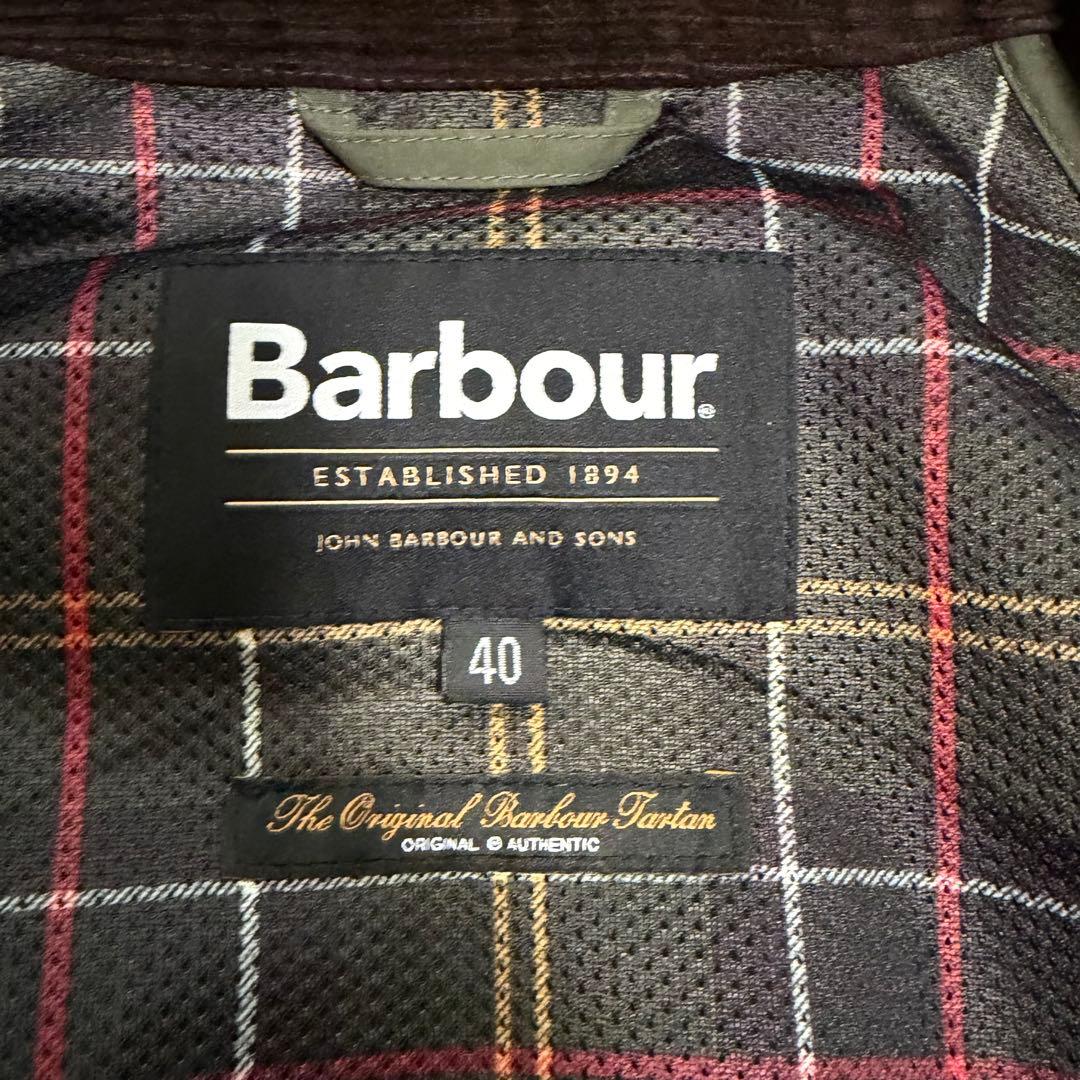 Barbour
ESTABLISHED 1894
JOHN BARBOUR AND SONS
40
The Original Barbour Tartan
ORIGINAL & AUTHENTIC